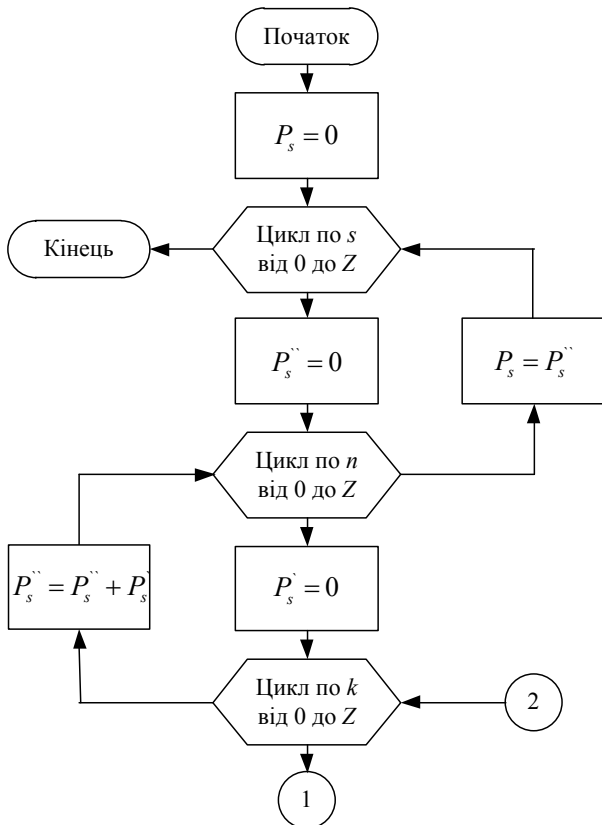 Початок
P_s = 0
Цикл по s
від 0 до Z
Кінець
P_s^`` = 0
P_s = P_s^``
Цикл по n
від 0 до Z
P_s^`` = P_s^`` + P_s^`
P_s^` = 0
Цикл по k
від 0 до Z
2
1